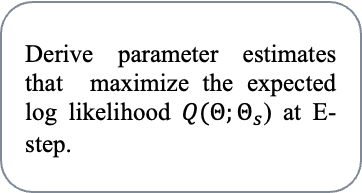 Derive parameter estimates
that maximize the expected
log likelihood Q(Θ; Θₛ) at E-
step.